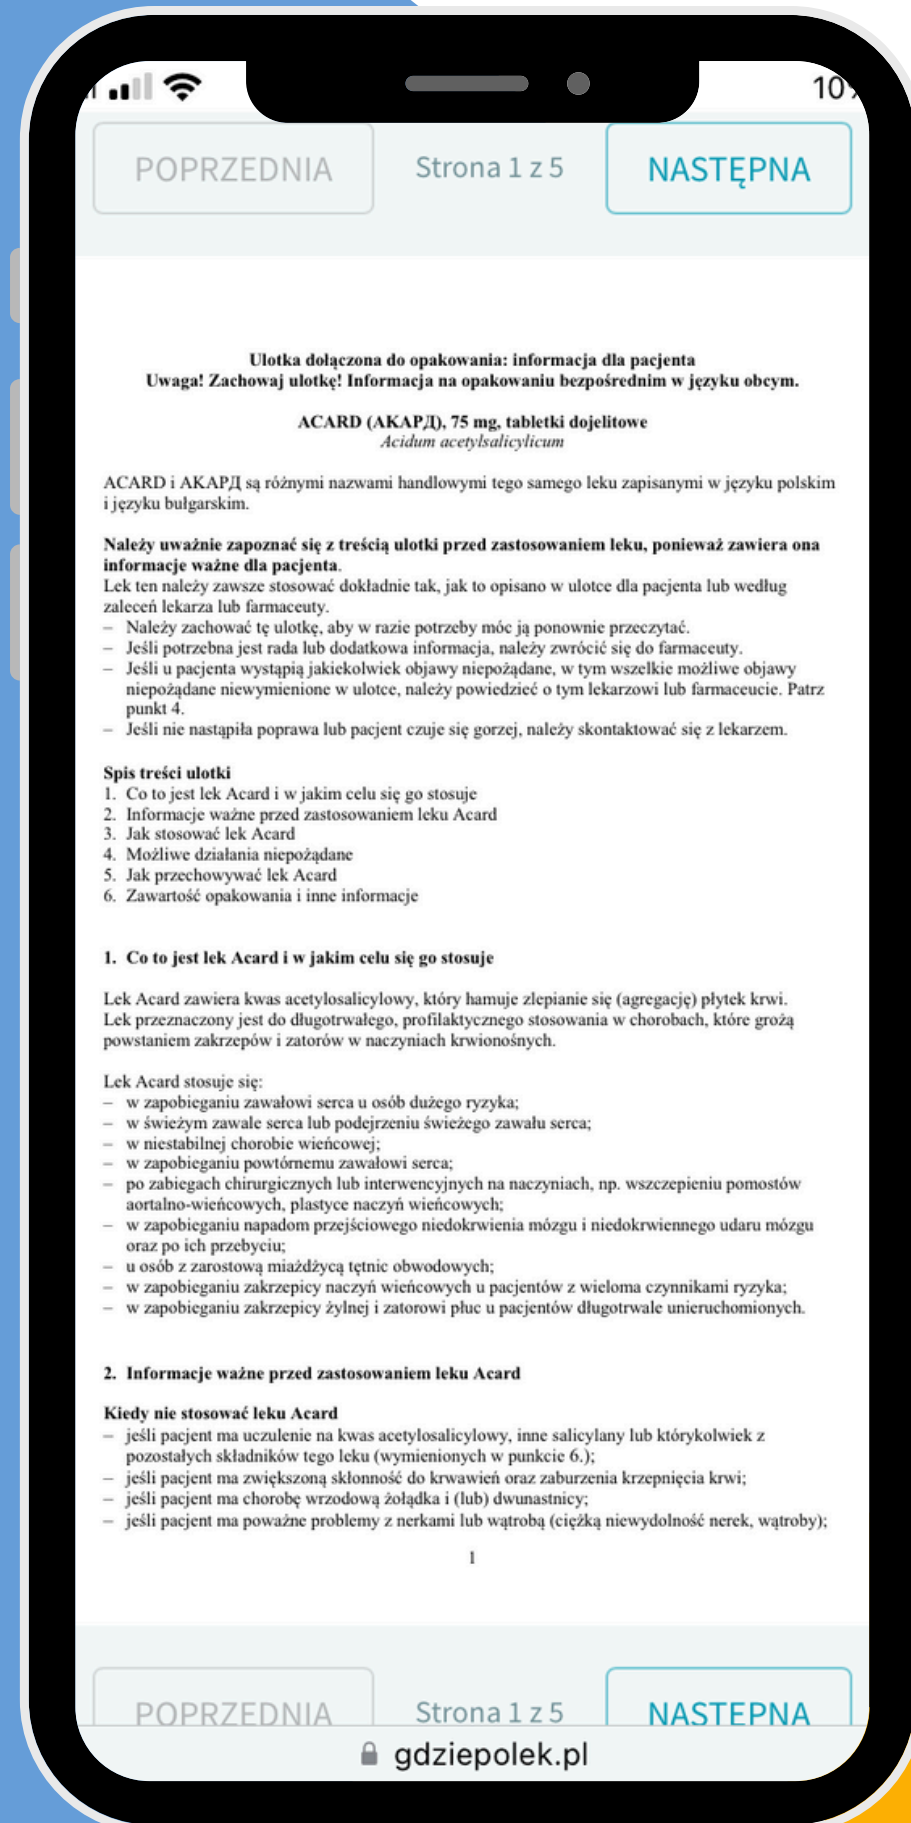 POPRZEDNIA Strona 1 z 5 NASTĘPNA
Ulotka dołączona do opakowania: informacja dla pacjenta
Uwaga! Zachowaj ulotkę! Informacja na opakowaniu bezpośrednim w języku obcym.
ACARD (АКАРД), 75 mg, tabletki dojelitowe
Acidum acetylsalicylicum
ACARD i АКАРД są różnymi nazwami handlowymi tego samego leku zapisanymi w języku polskim
i języku bułgarskim.
Należy uważnie zapoznać się z treścią ulotki przed zastosowaniem leku, ponieważ zawiera ona
informacje ważne dla pacjenta.
Lek ten należy zawsze stosować dokładnie tak, jak to opisano w ulotce dla pacjenta lub według
zaleceń lekarza lub farmaceuty.
– Należy zachować tę ulotkę, aby w razie potrzeby móc ją ponownie przeczytać.
– Jeśli potrzebna jest rada lub dodatkowa informacja, należy zwrócić się do farmaceuty.
– Jeśli u pacjenta wystąpią jakiekolwiek objawy niepożądane, w tym wszelkie możliwe objawy
niepożądane niewymienione w ulotce, należy powiedzieć o tym lekarzowi lub farmaceucie. Patrz
punkt 4.
– Jeśli nie nastąpiła poprawa lub pacjent czuje się gorzej, należy skontaktować się z lekarzem.
Spis treści ulotki
1. Co to jest lek Acard i w jakim celu się go stosuje
2. Informacje ważne przed zastosowaniem leku Acard
3. Jak stosować lek Acard
4. Możliwe działania niepożądane
5. Jak przechowywać lek Acard
6. Zawartość opakowania i inne informacje
1. Co to jest lek Acard i w jakim celu się go stosuje
Lek Acard zawiera kwas acetylosalicylowy, który hamuje zlepianie się (agregację) płytek krwi.
Lek przeznaczony jest do długotrwałego, profilaktycznego stosowania w chorobach, które grożą
powstaniem zakrzepów i zatorów w naczyniach krwionośnych.
Lek Acard stosuje się:
– w zapobieganiu zawałowi serca u osób dużego ryzyka;
– w świeżym zawale serca lub podejrzeniu świeżego zawału serca;
– w niestabilnej chorobie wieńcowej;
– w zapobieganiu powtórnemu zawałowi serca;
– po zabiegach chirurgicznych lub interwencyjnych na naczyniach, np. wszczepieniu pomostów
aortalno-wieńcowych, plastyce naczyń wieńcowych;
– w zapobieganiu napadom przejściowego niedokrwienia mózgu i niedokrwiennego udaru mózgu
oraz po ich przebyciu;
– u osób z zarostową miażdżycą tętnic obwodowych;
– w zapobieganiu zakrzepicy naczyń wieńcowych u pacjentów z wieloma czynnikami ryzyka;
– w zapobieganiu zakrzepicy żylnej i zatorowi płuc u pacjentów długotrwale unieruchomionych.
2. Informacje ważne przed zastosowaniem leku Acard
Kiedy nie stosować leku Acard
– jeśli pacjent ma uczulenie na kwas acetylosalicylowy, inne salicylany lub którykolwiek z
pozostałych składników tego leku (wymienionych w punkcie 6.);
– jeśli pacjent ma zwiększoną skłonność do krwawień oraz zaburzenia krzepnięcia krwi;
– jeśli pacjent ma chorobę wrzodową żołądka i (lub) dwunastnicy;
– jeśli pacjent ma poważne problemy z nerkami lub wątrobą (ciężką niewydolność nerek, wątroby);
1
POPRZEDNIA Strona 1 z 5 NASTĘPNA
gdziepolek.pl